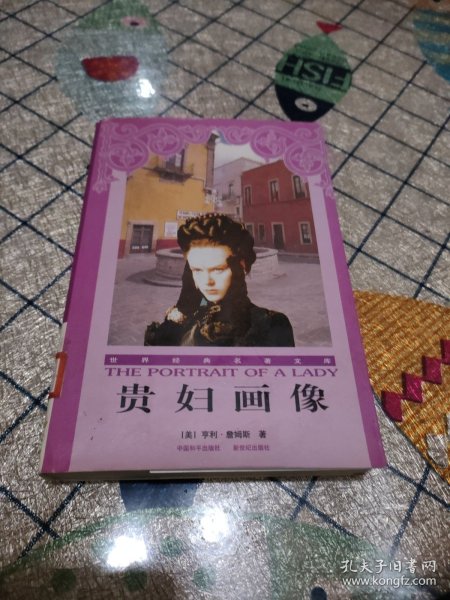 FISH
世界经典名著文库
THE PORTRAIT OF A LADY
贵妇画像
[美] 亨利·詹姆斯 著
中国和平出版社 新世纪出版社
孔夫子旧书网
www.kongfz.com